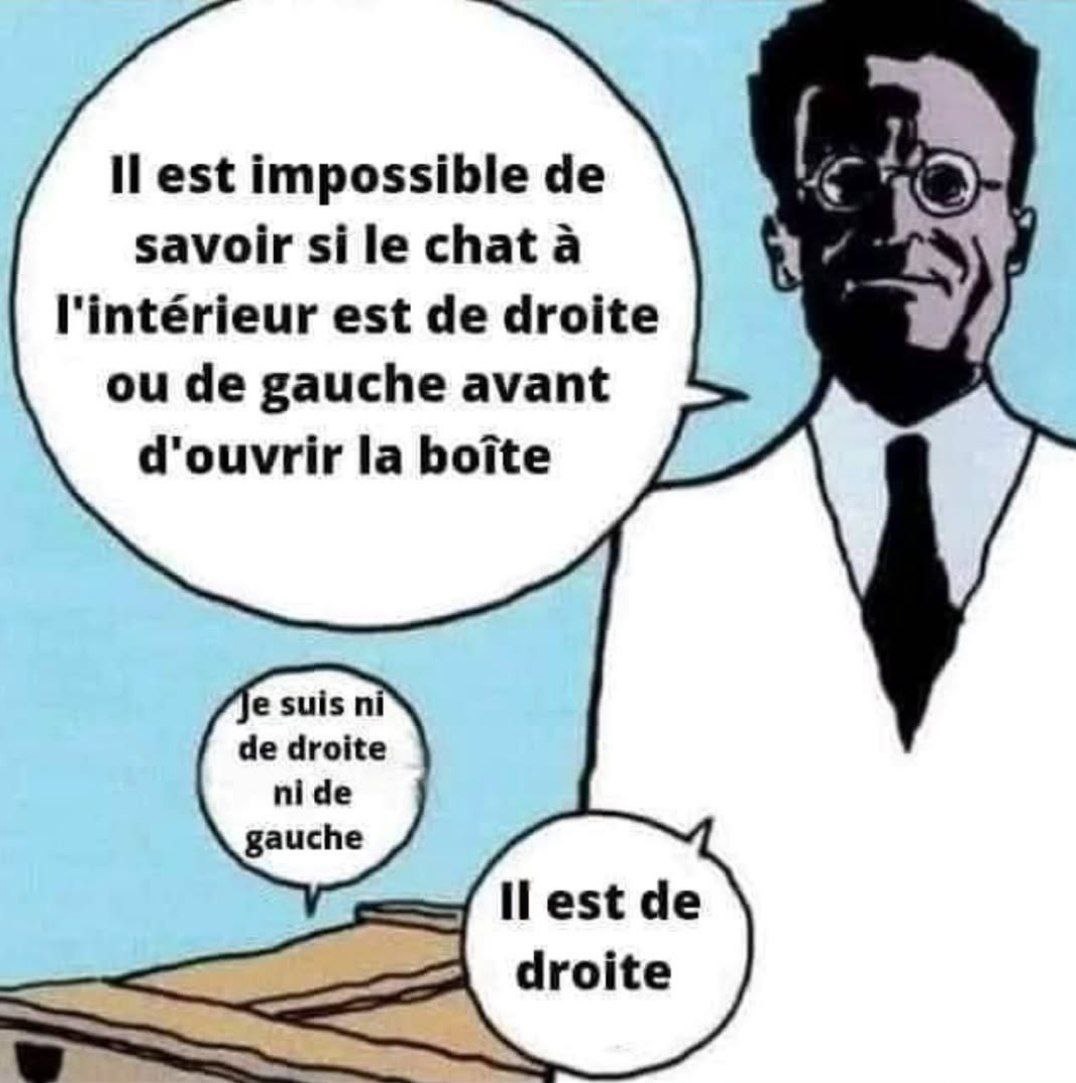 Il est impossible de
savoir si le chat à
l'intérieur est de droite
ou de gauche avant
d'ouvrir la boîte
Je suis ni
de droite
ni de
gauche
Il est de
droite